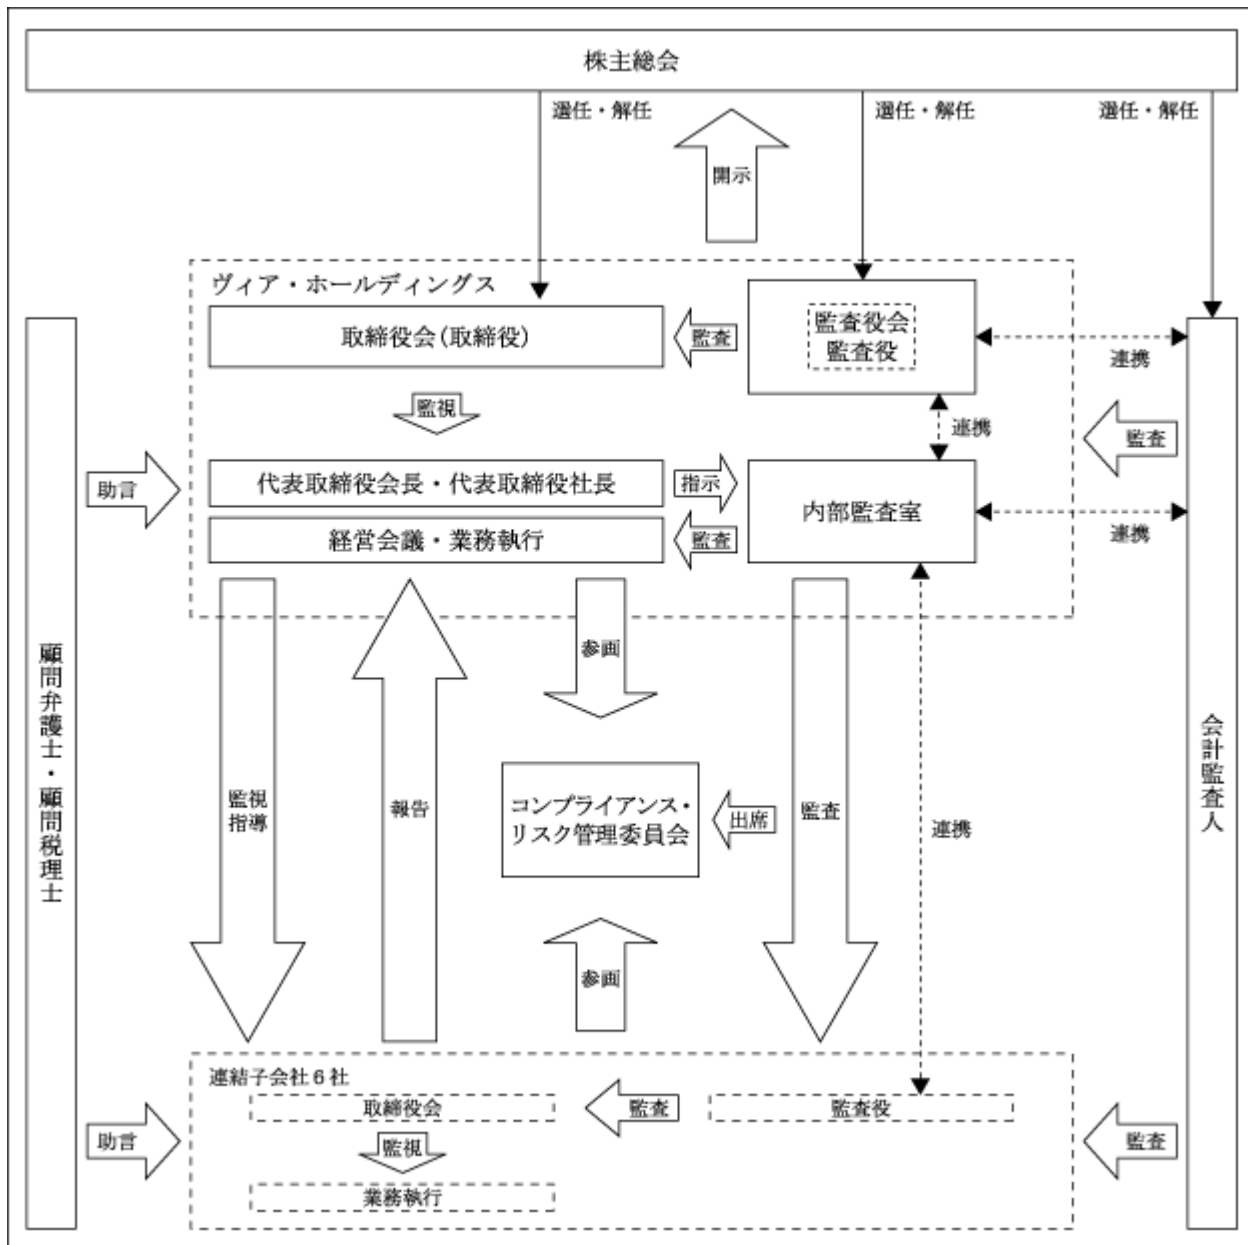 株主総会
選任・解任
選任・解任
選任・解任
開示
ヴィア・ホールディングス
取締役会(取締役)
監査
監査役会
監査役
連携
監視
連携
監査
助言
代表取締役会長・代表取締役社長
指示
内部監査室
経営会議・業務執行
監査
連携
参画
顧問弁護士・顧問税理士
会計監査人
監視
指導
報告
コンプライアンス・
リスク管理委員会
出席
監査
連携
参画
連結子会社6社
取締役会
監査
監査役
助言
監視
監査
業務執行